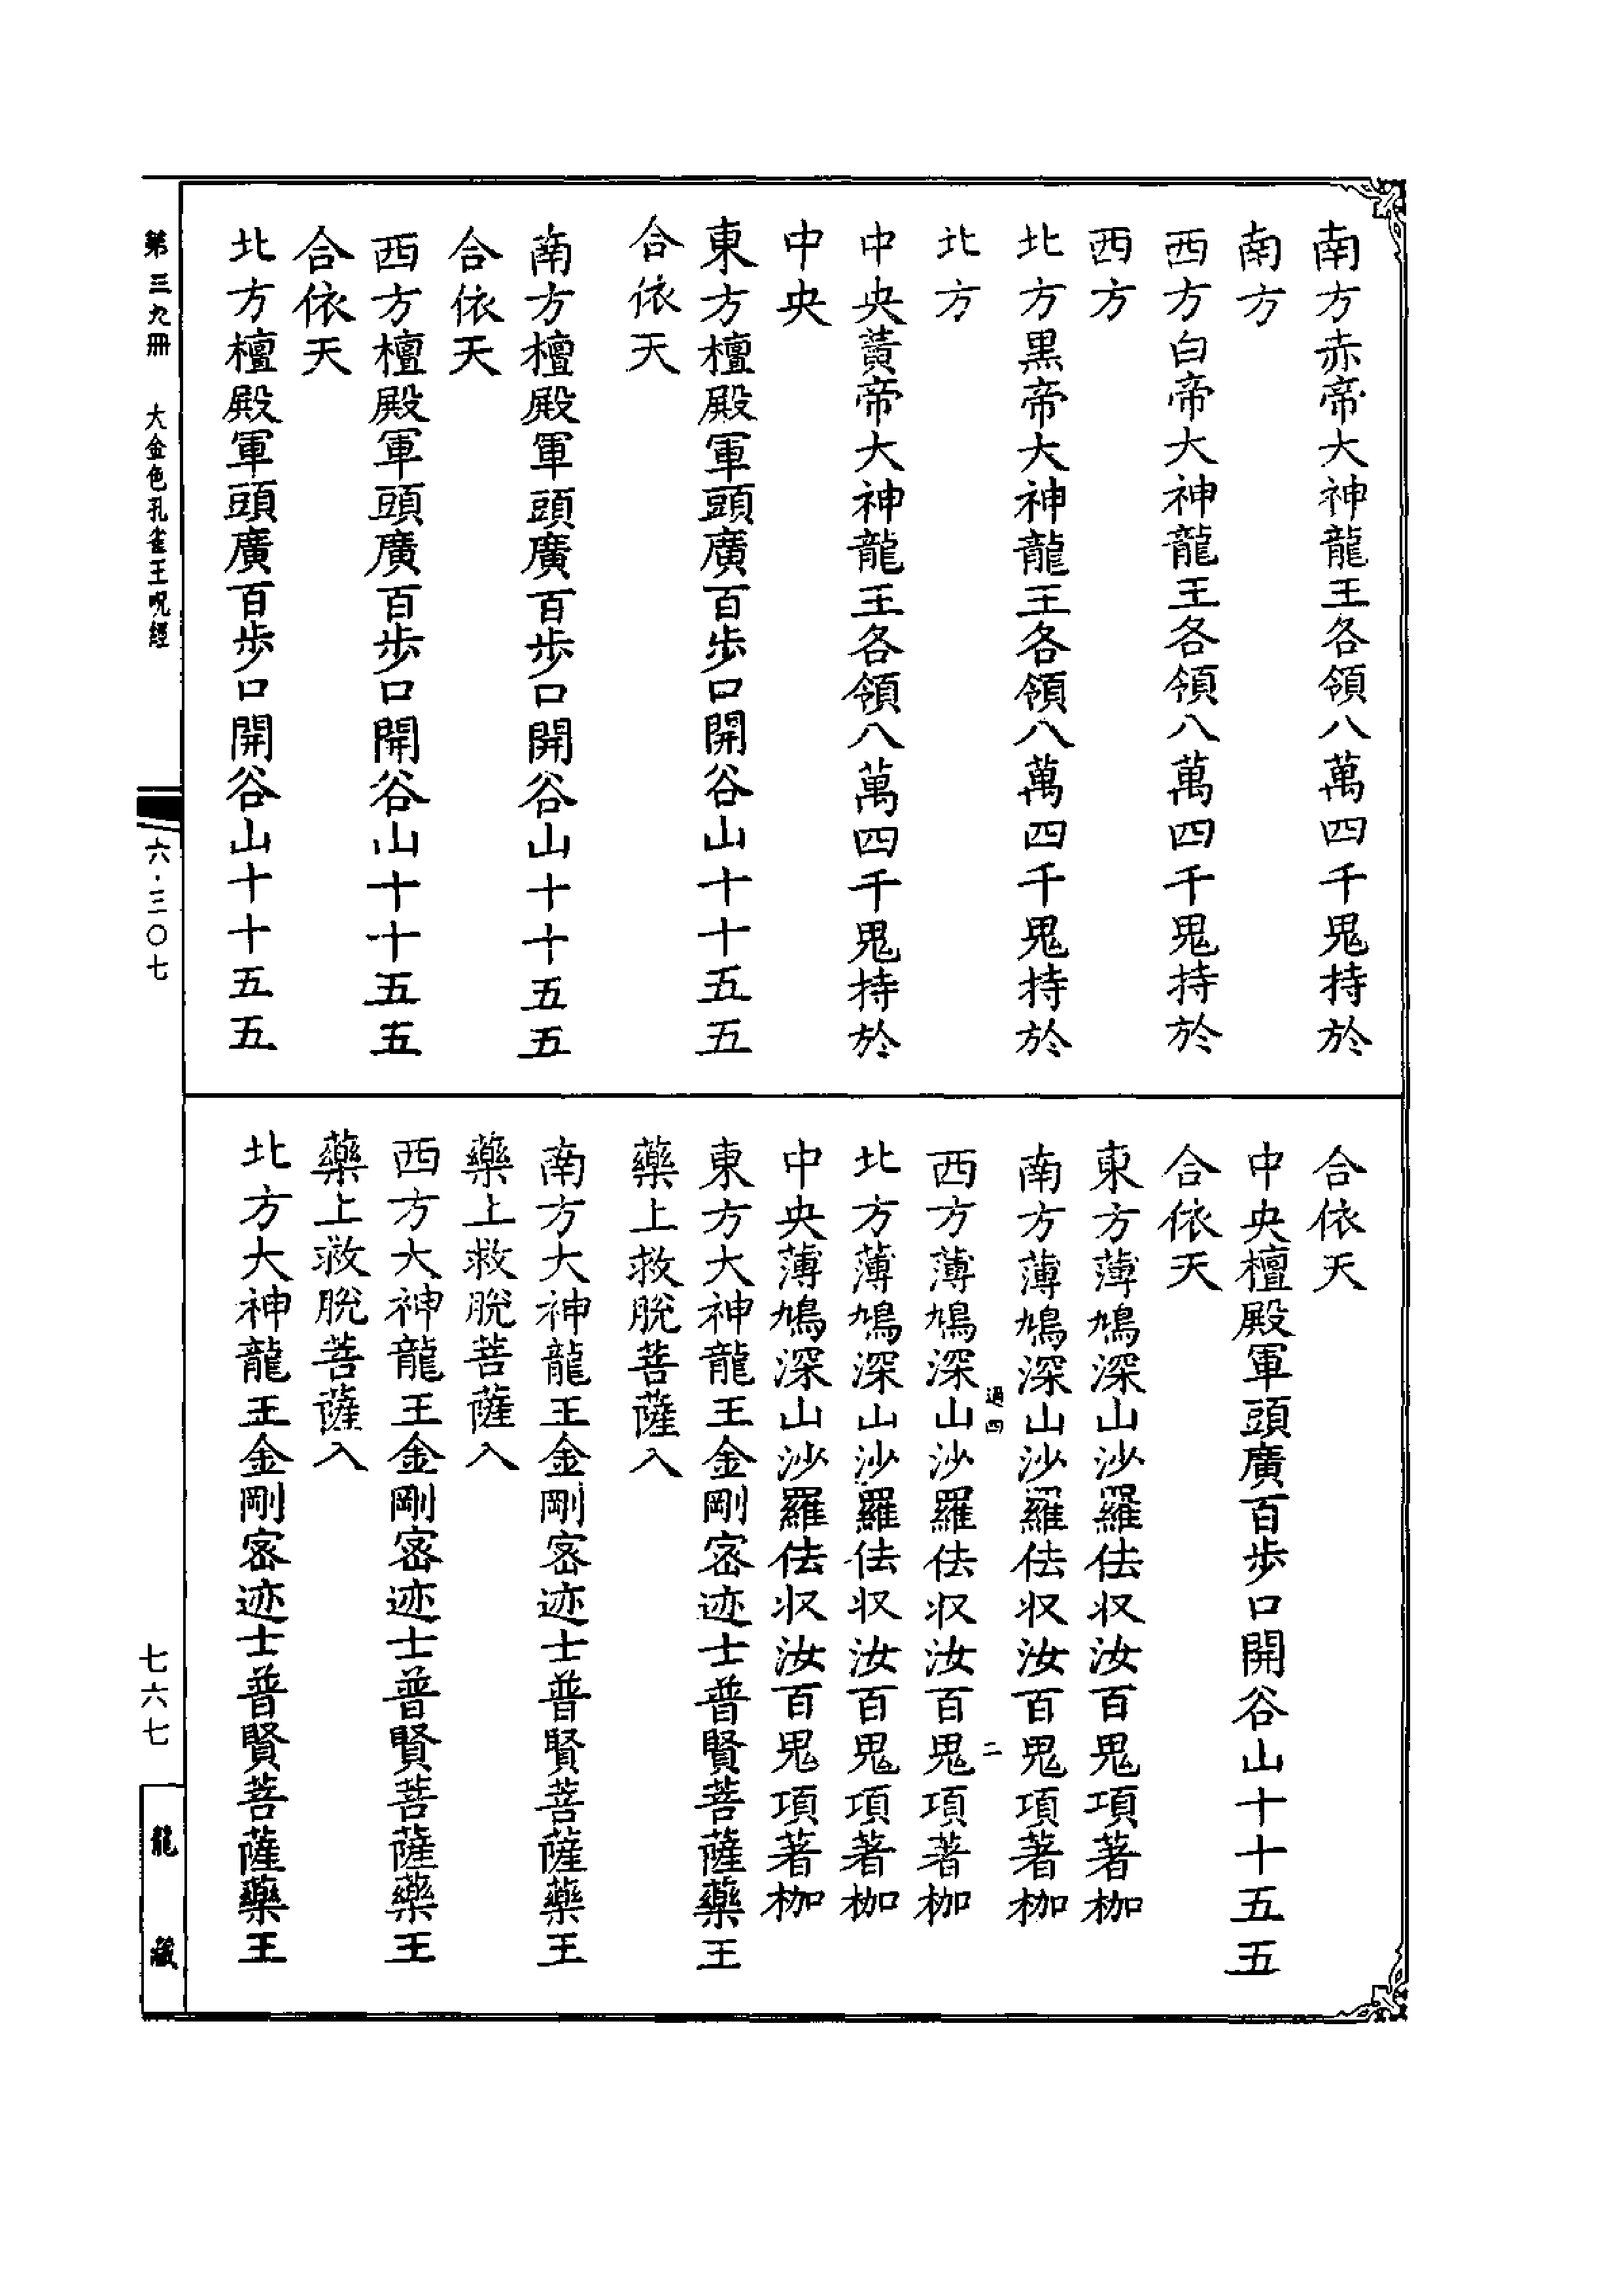 南方赤帝大神龍王各領八萬四千鬼持於
南方
西方白帝大神龍王各領八萬四千鬼持於
西方
北方黒帝大神龍王各領八萬四千鬼持於
北方
中央黃帝大神龍王各領八萬四千鬼持於
中央
東方檀殿軍頭廣百歩口開谷山十十五五
合依天
南方檀殿軍頭廣百歩口開谷山十十五五
合依天
西方檀殿軍頭廣百歩口開谷山十十五五
合依天
北方檀殿軍頭廣百歩口開谷山十十五五
合依天
中央檀殿軍頭廣百歩口開谷山十十五五
合依天
東方薄鳩深山沙羅佉収汝百鬼項著枷
南方薄鳩深山沙羅佉収汝百鬼項著枷
過四 二
西方薄鳩深山沙羅佉収汝百鬼項著枷
北方薄鳩深山沙羅佉収汝百鬼項著枷
中央薄鳩深山沙羅佉収汝百鬼項著枷
東方大神龍王金剛密迹士普賢菩薩藥王
藥上救脫菩薩入
南方大神龍王金剛密迹士普賢菩薩藥王
藥上救脫菩薩入
西方大神龍王金剛密迹士普賢菩薩藥王
藥上救脫菩薩入
北方大神龍王金剛密迹士普賢菩薩藥王
第三九冊 大金色孔雀王呪經
六·三〇七
七六七
龍藏